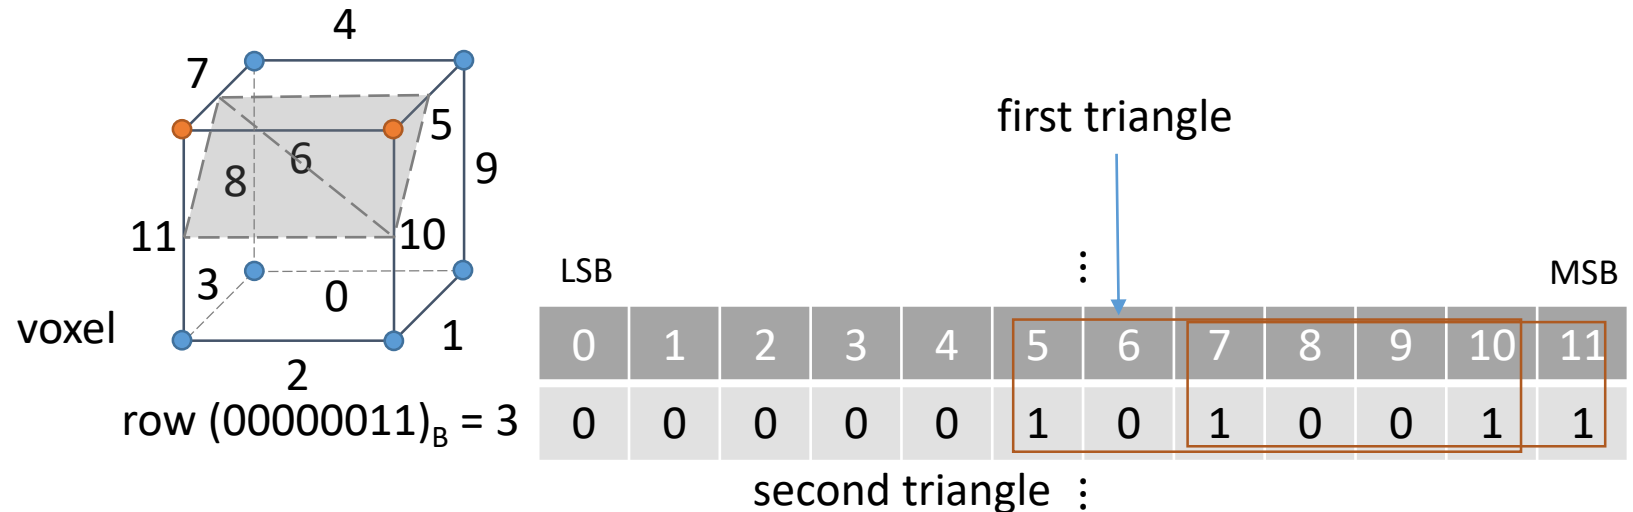 4
7
5
first triangle
6
8
9
11
10
LSB
⋮
MSB
3
0
voxel
1
0 1 2 3 4 5 6 7 8 9 10 11
2
row (00000011)B = 3
0 0 0 0 0 1 0 1 0 0 1 1
second triangle ⋮